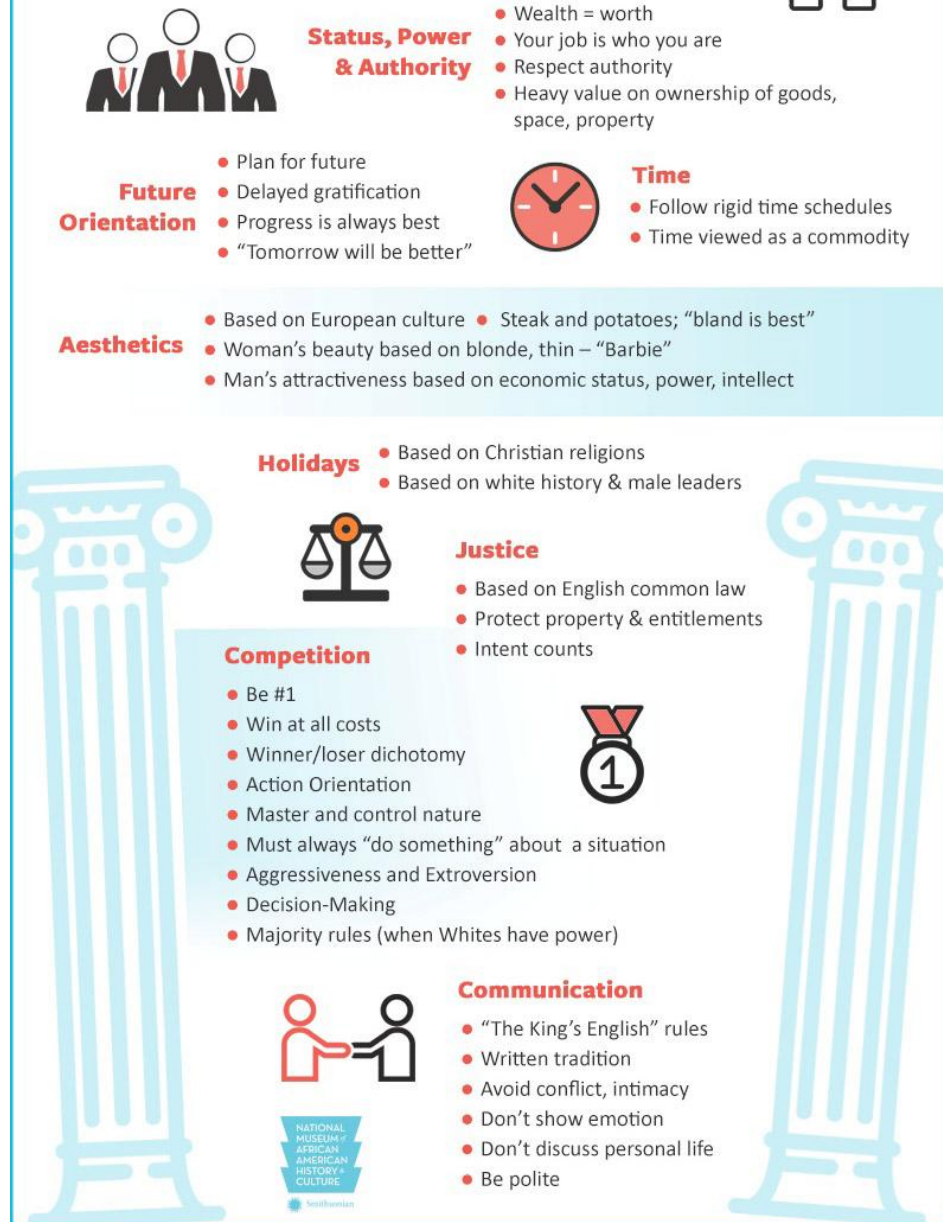 Status, Power
& Authority
• Wealth = worth
• Your job is who you are
• Respect authority
• Heavy value on ownership of goods,
space, property
Future
Orientation
• Plan for future
• Delayed gratification
• Progress is always best
• “Tomorrow will be better”
Time
• Follow rigid time schedules
• Time viewed as a commodity
Aesthetics
• Based on European culture • Steak and potatoes; “bland is best”
• Woman’s beauty based on blonde, thin – “Barbie”
• Man’s attractiveness based on economic status, power, intellect
Holidays
• Based on Christian religions
• Based on white history & male leaders
Justice
• Based on English common law
• Protect property & entitlements
• Intent counts
Competition
• Be #1
• Win at all costs
• Winner/loser dichotomy
• Action Orientation
• Master and control nature
• Must always “do something” about a situation
• Aggressiveness and Extroversion
• Decision-Making
• Majority rules (when Whites have power)
1
Communication
• “The King’s English” rules
• Written tradition
• Avoid conflict, intimacy
• Don’t show emotion
• Don’t discuss personal life
• Be polite
NATIONAL
MUSEUM of
AFRICAN
AMERICAN
HISTORY &
CULTURE
Smithsonian